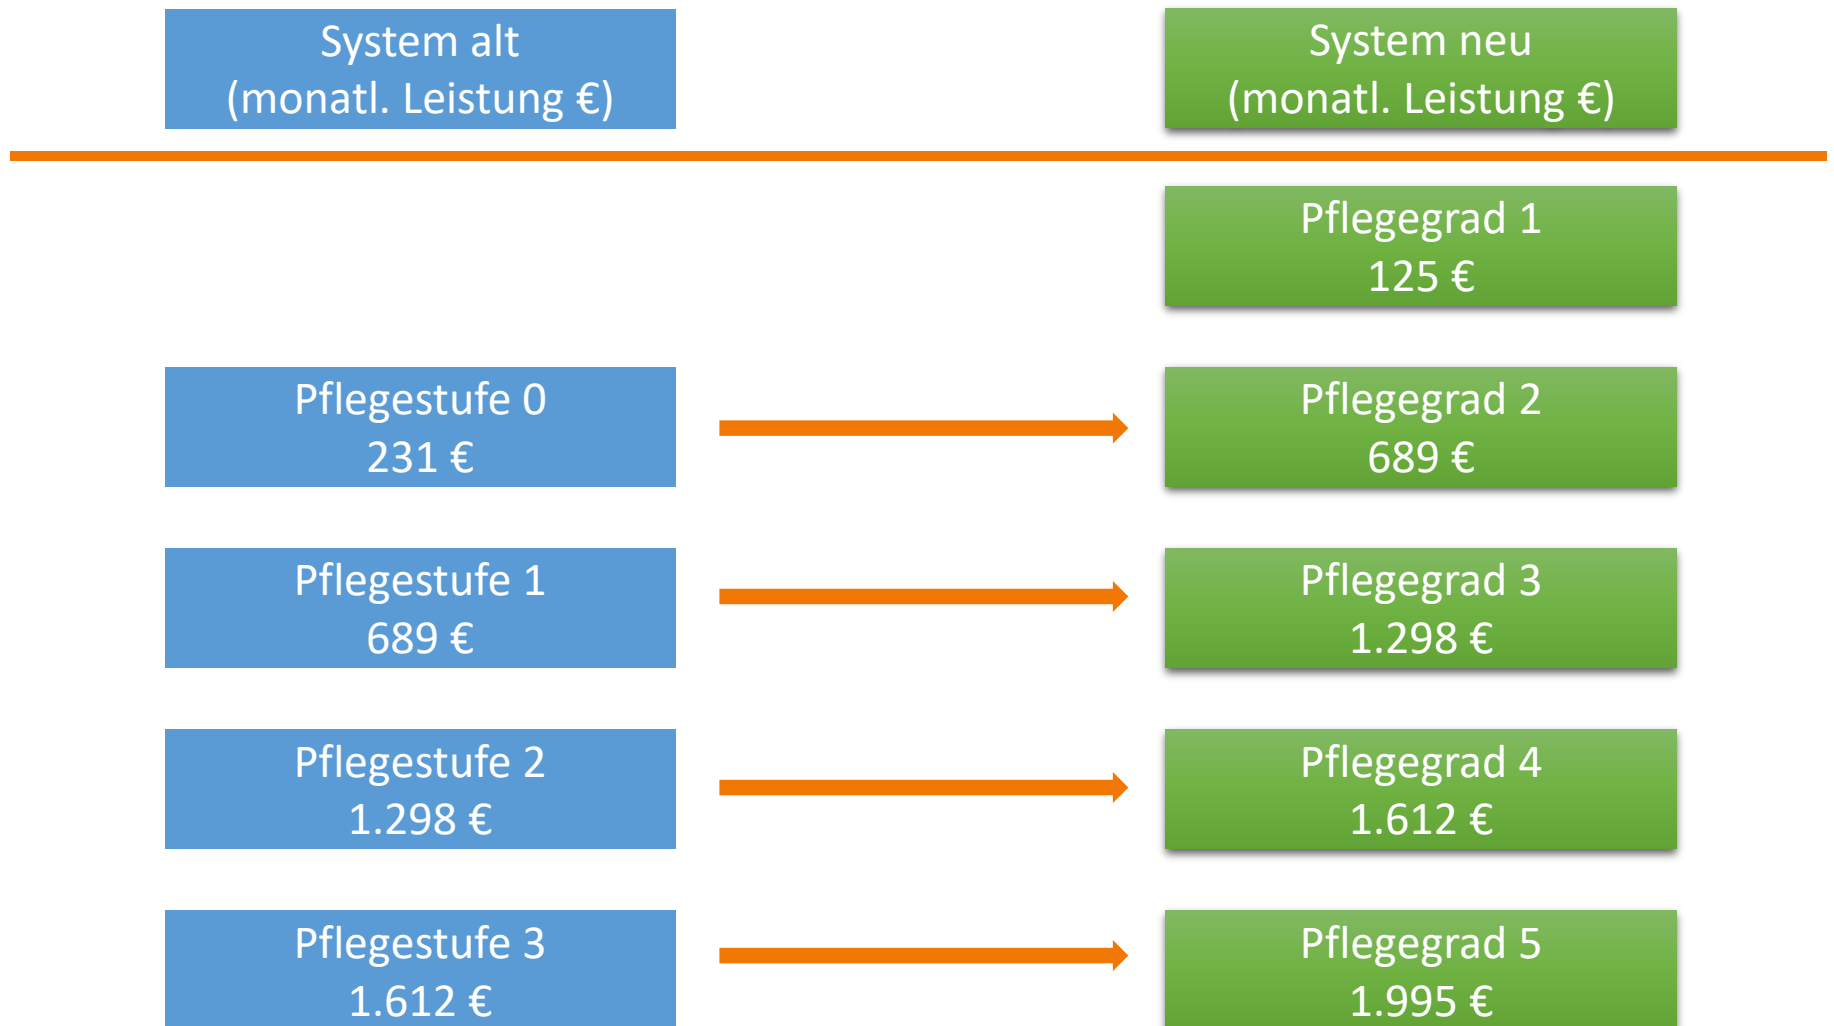 System alt
(monatl. Leistung €)
System neu
(monatl. Leistung €)
Pflegegrad 1
125 €
Pflegestufe 0
231 €
Pflegegrad 2
689 €
Pflegestufe 1
689 €
Pflegegrad 3
1.298 €
Pflegestufe 2
1.298 €
Pflegegrad 4
1.612 €
Pflegestufe 3
1.612 €
Pflegegrad 5
1.995 €